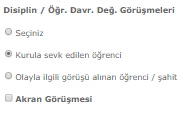 Disiplin / Öğr. Davr. Değ. Görüşmeleri
Seçiniz
Kurula sevk edilen öğrenci
Olayla ilgili görüşü alınan öğrenci / şahit
Akran Görüşmesi